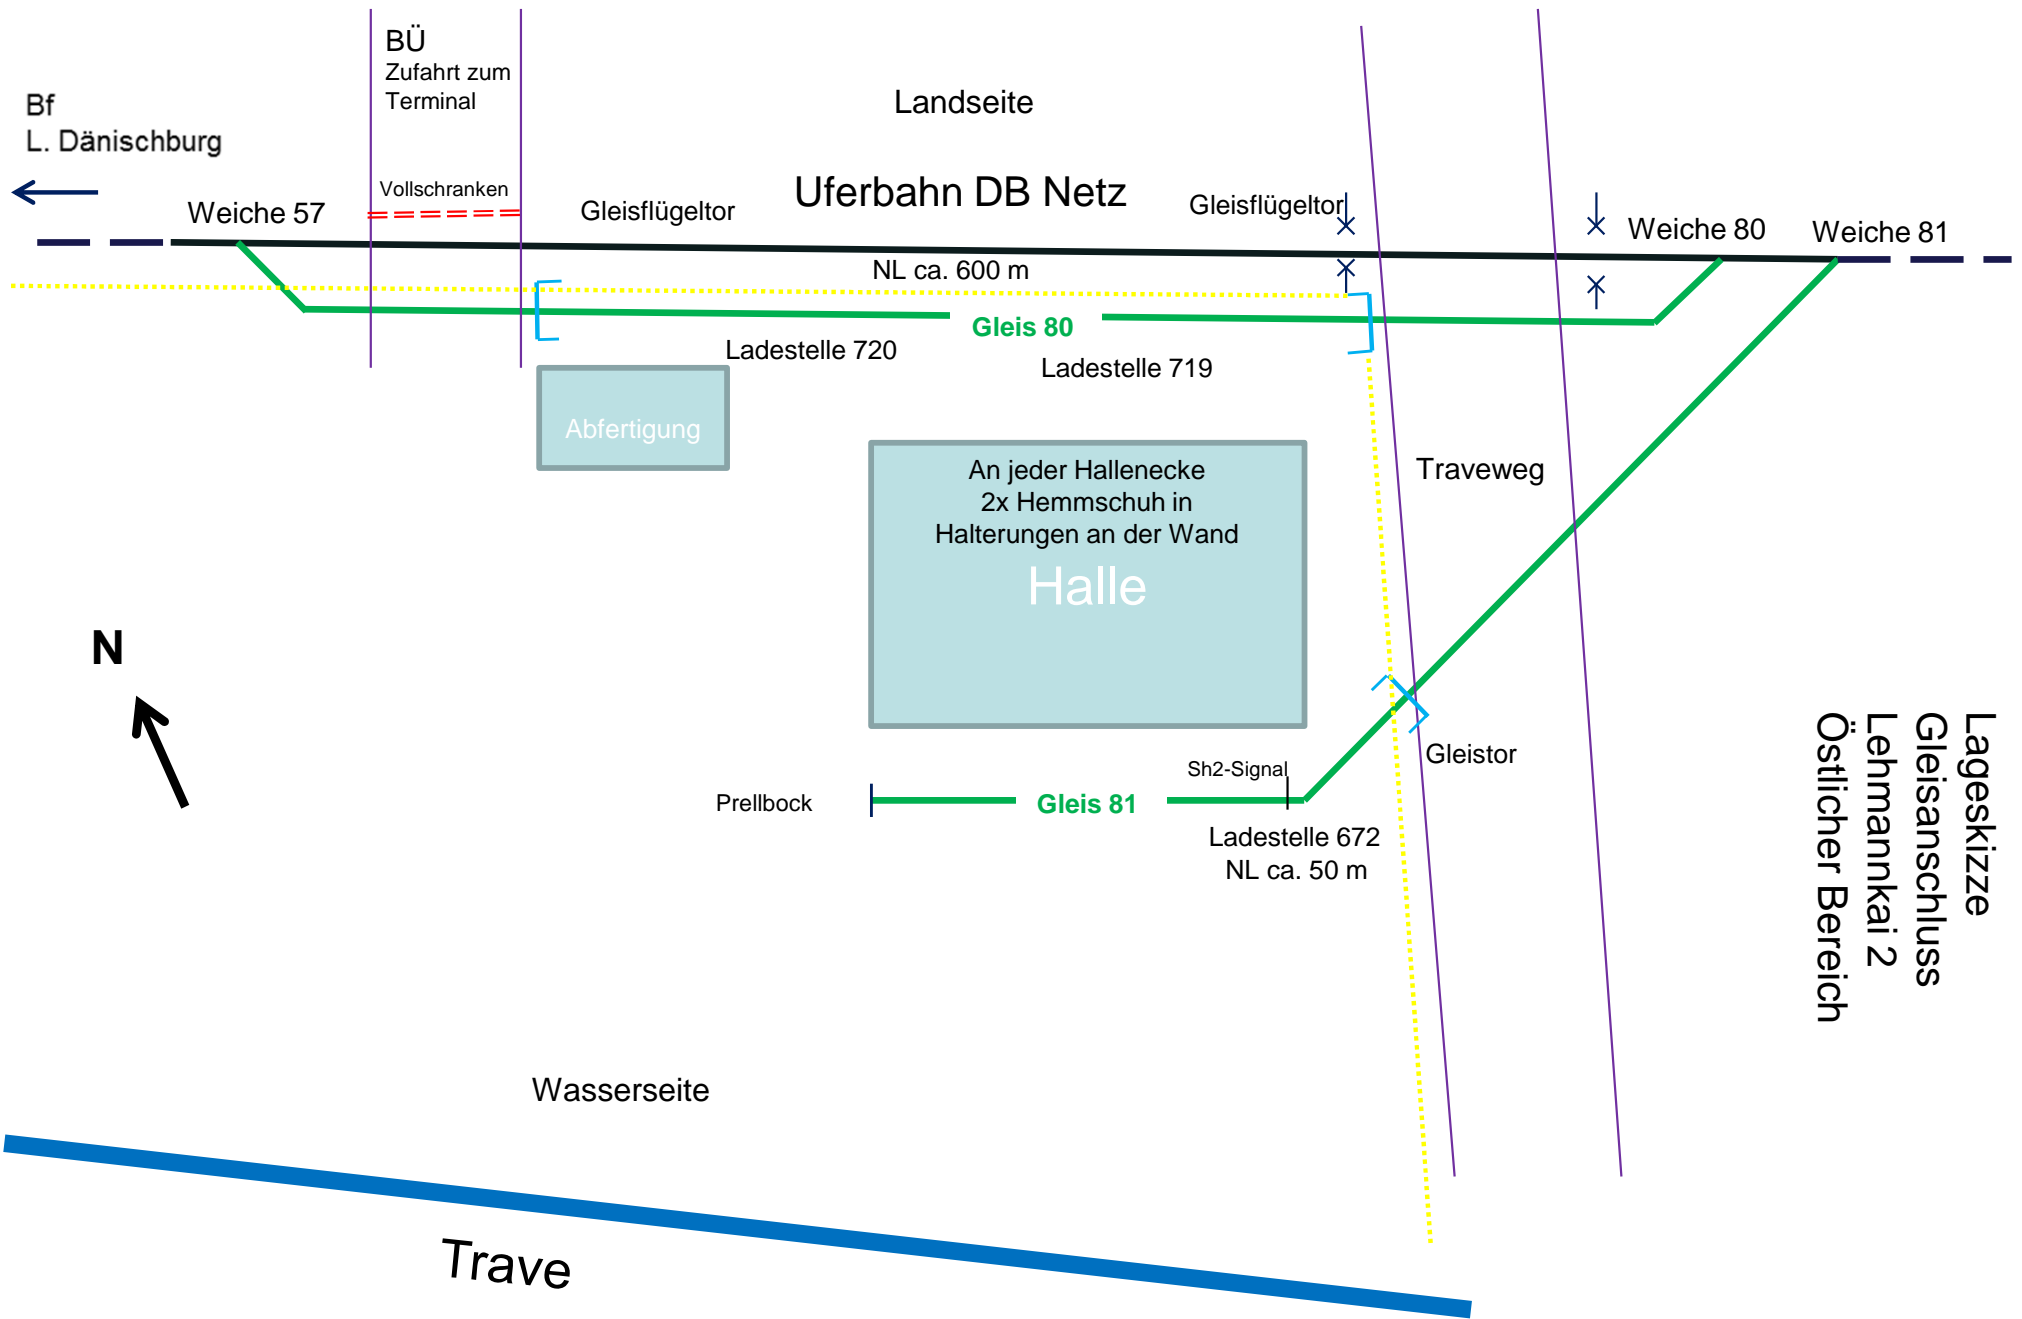 BÜ
Zufahrt zum
Terminal
Bf
L. Dänischburg
Landseite
Vollschranken
Uferbahn DB Netz
Weiche 57
Gleisflügeltor
Gleisflügeltor
Weiche 80
Weiche 81
NL ca. 600 m
Gleis 80
Ladestelle 720
Ladestelle 719
Abfertigung
An jeder Hallenecke
2x Hemmschuh in
Halterungen an der Wand
Halle
Traveweg
N
Gleistor
Sh2-Signal
Prellbock
Gleis 81
Ladestelle 672
NL ca. 50 m
Lageskizze
Gleisanschluss
Lehmannkai 2
Östlicher Bereich
Wasserseite
Trave